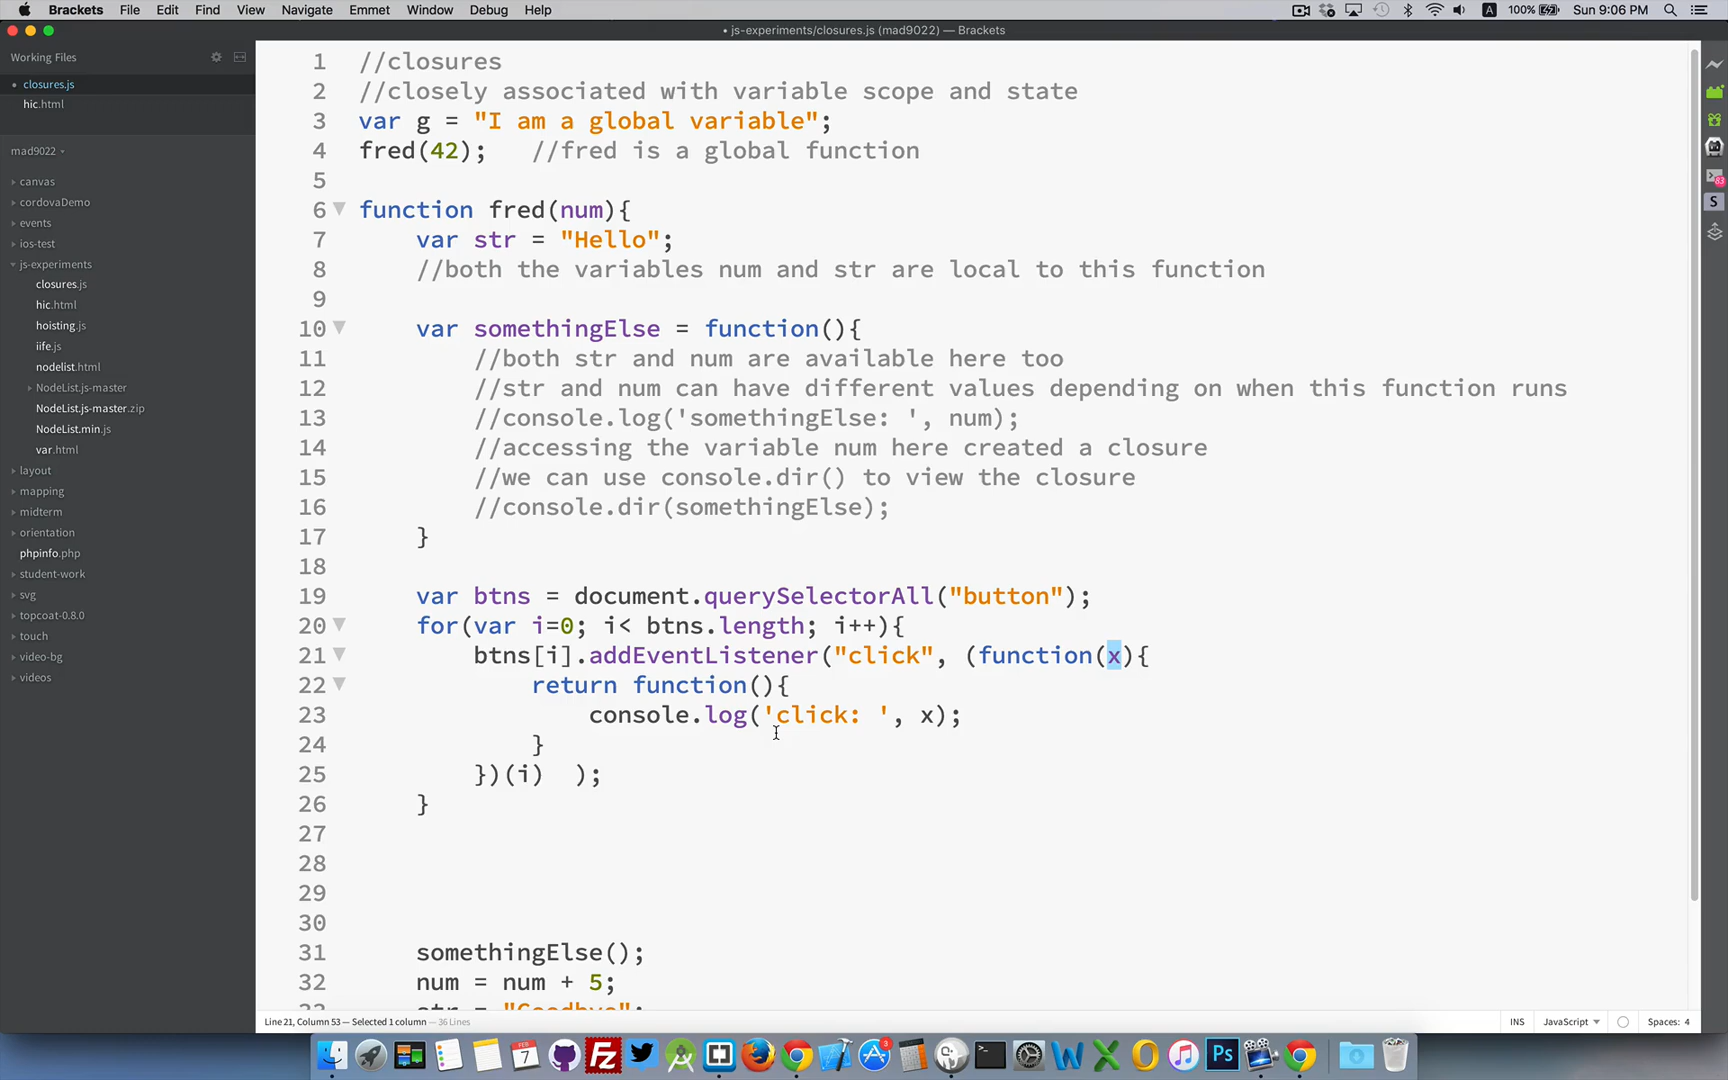 Brackets File Edit Find View Navigate Emmet Window Debug Help
A 100% Sun 9:06 PM
• js-experiments/closures.js (mad9022) — Brackets
Working Files
closures.js
hic.html
mad9022
canvas
cordovaDemo
events
ios-test
js-experiments
closures.js
hic.html
hoisting.js
iife.js
nodelist.html
NodeList.js-master
NodeList.js-master.zip
NodeList.min.js
var.html
layout
mapping
midterm
orientation
phpinfo.php
student-work
svg
topcoat-0.8.0
touch
video-bg
videos
1 //closures
2 //closely associated with variable scope and state
3 var g = "I am a global variable";
4 fred(42);   //fred is a global function
5
6 function fred(num){
7     var str = "Hello";
8     //both the variables num and str are local to this function
9
10     var somethingElse = function(){
11         //both str and num are available here too
12         //str and num can have different values depending on when this function runs
13         //console.log('somethingElse: ', num);
14         //accessing the variable num here created a closure
15         //we can use console.dir() to view the closure
16         //console.dir(somethingElse);
17     }
18
19     var btns = document.querySelectorAll("button");
20     for(var i=0; i< btns.length; i++){
21         btns[i].addEventListener("click", (function(x){
22             return function(){
23                 console.log('click: ', x);
24             }
25         })(i)  );
26     }
27
28
29
30
31     somethingElse();
32     num = num + 5;
33     str = "Goodbye";
Line 21, Column 53 — Selected 1 column — 36 Lines
INS JavaScript Spaces: 4
83
S
FEB
7
FZ
3
W
Ps